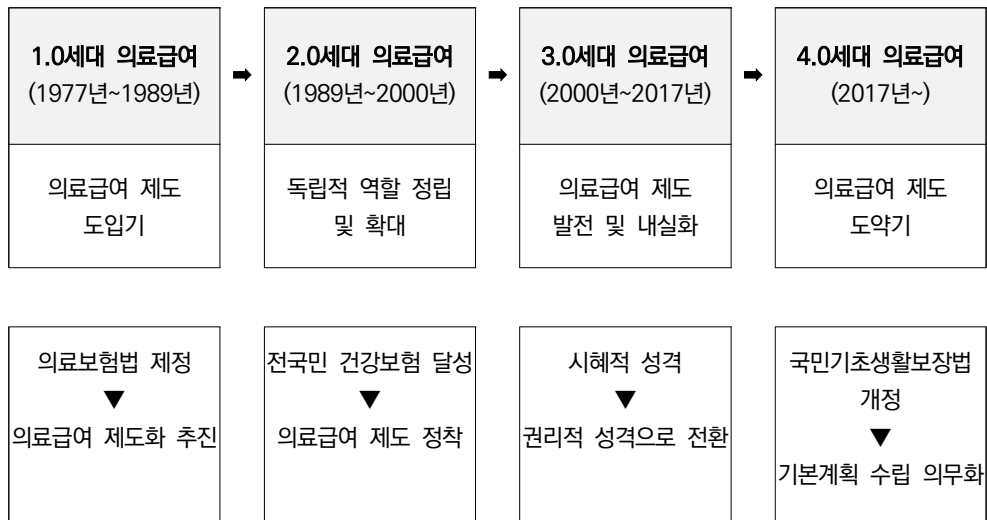 1.0세대 의료급여
(1977년~1989년)
➡
2.0세대 의료급여
(1989년~2000년)
➡
3.0세대 의료급여
(2000년~2017년)
➡
4.0세대 의료급여
(2017년~)
의료급여 제도
도입기
독립적 역할 정립
및 확대
의료급여 제도
발전 및 내실화
의료급여 제도
도약기
의료보험법 제정
▼
의료급여 제도화 추진
전국민 건강보험 달성
▼
의료급여 제도 정착
시혜적 성격
▼
권리적 성격으로 전환
국민기초생활보장법
개정
▼
기본계획 수립 의무화